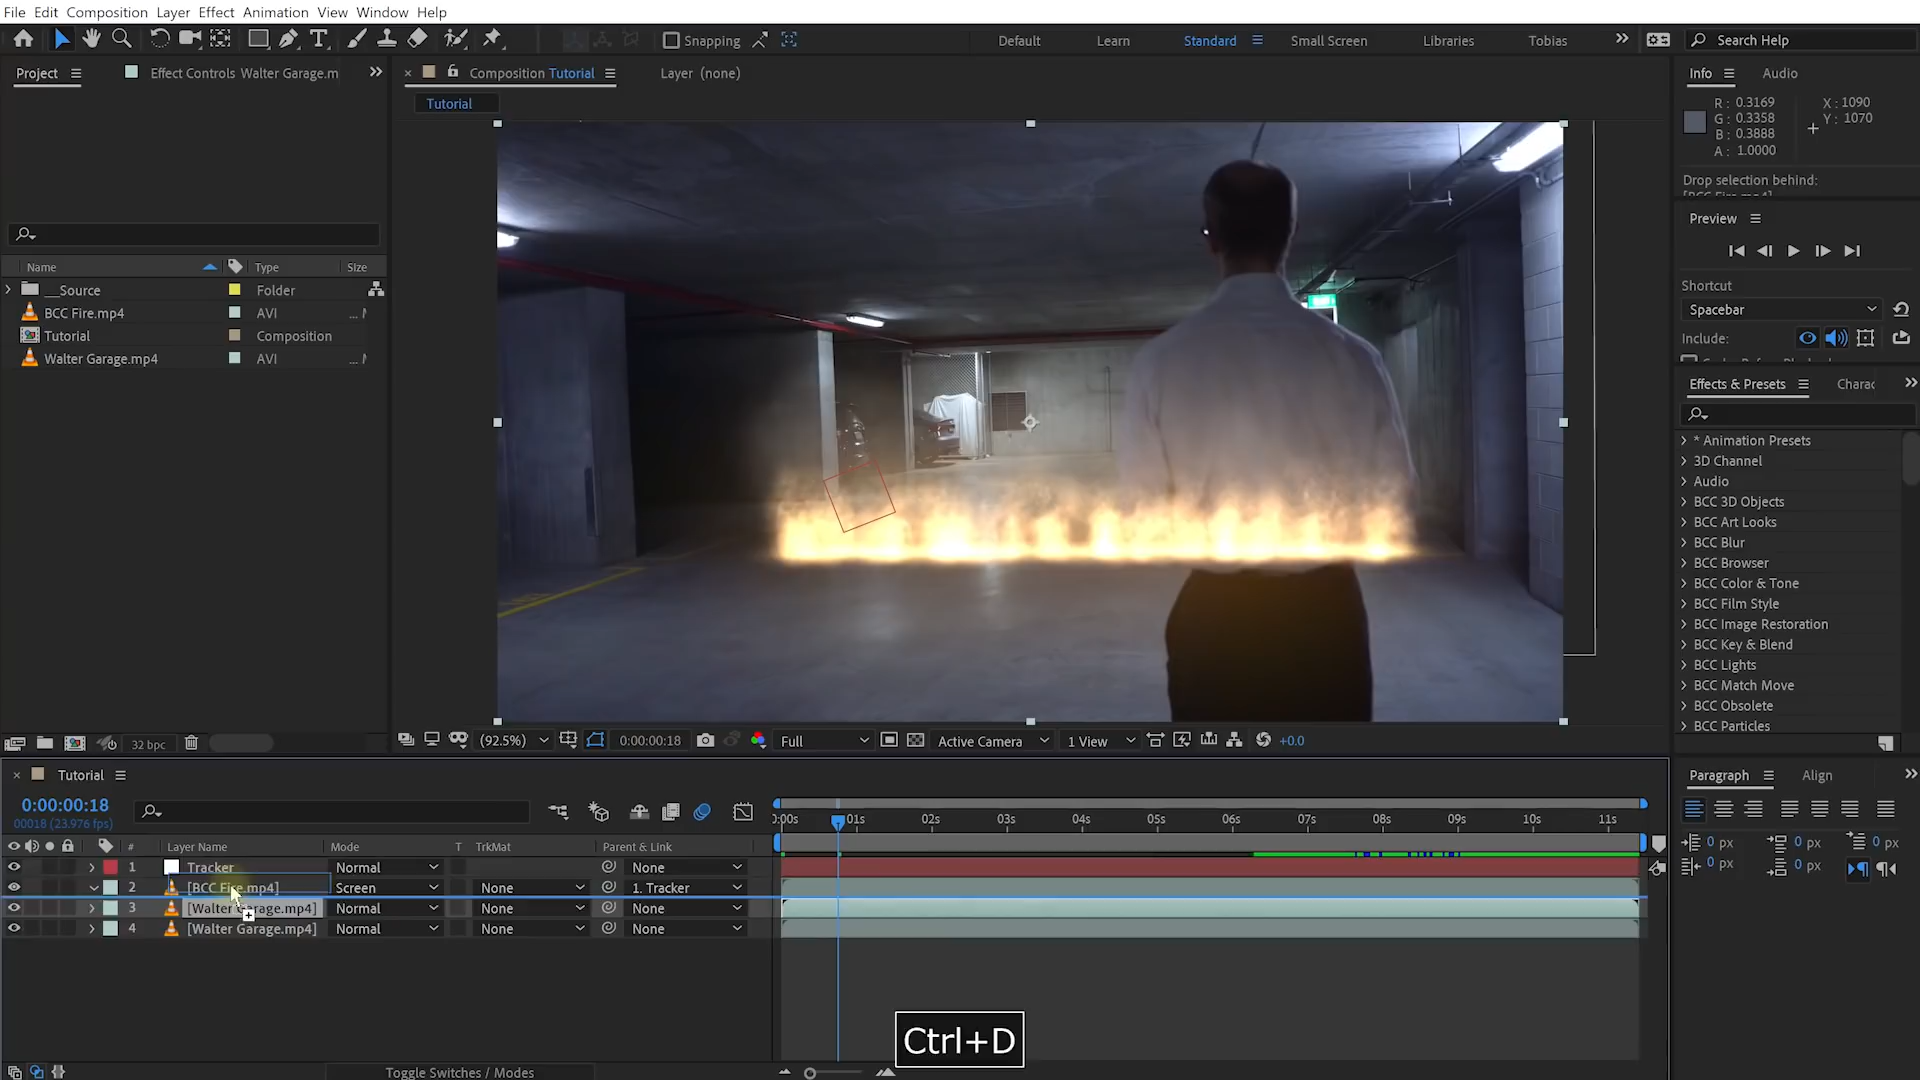 File Edit Composition Layer Effect Animation View Window Help
Snapping
Default Learn Standard Small Screen Libraries Tobias
Search Help
Project
Effect Controls Walter Garage.m
Composition Tutorial
Layer (none)
Tutorial
Name Type Size
__Source Folder
BCC Fire.mp4 AVI ...
Tutorial Composition
Walter Garage.mp4 AVI ...
32 bpc
(92.5%) 0:00:00:18 Full Active Camera 1 View +0.0
Info Audio
R : 0.3169
G : 0.3358
B : 0.3888
A : 1.0000
X : 1090
Y : 1070
Drop selection behind:
Preview
Shortcut
Spacebar
Include:
Effects & Presets Charac
* Animation Presets
3D Channel
Audio
BCC 3D Objects
BCC Art Looks
BCC Blur
BCC Browser
BCC Color & Tone
BCC Film Style
BCC Image Restoration
BCC Key & Blend
BCC Lights
BCC Match Move
BCC Obsolete
BCC Particles
Tutorial
0:00:00:18
00018 (23.976 fps)
# Layer Name Mode T TrkMat Parent & Link
1 Tracker Normal None
2 [BCC Fire.mp4] Screen None 1. Tracker
3 [Walter Garage.mp4] Normal None None
4 [Walter Garage.mp4] Normal None None
):00s 01s 02s 03s 04s 05s 06s 07s 08s 09s 10s 11s
Toggle Switches / Modes
Paragraph Align
0 px 0 px 0 px
0 px 0 px
Ctrl+D